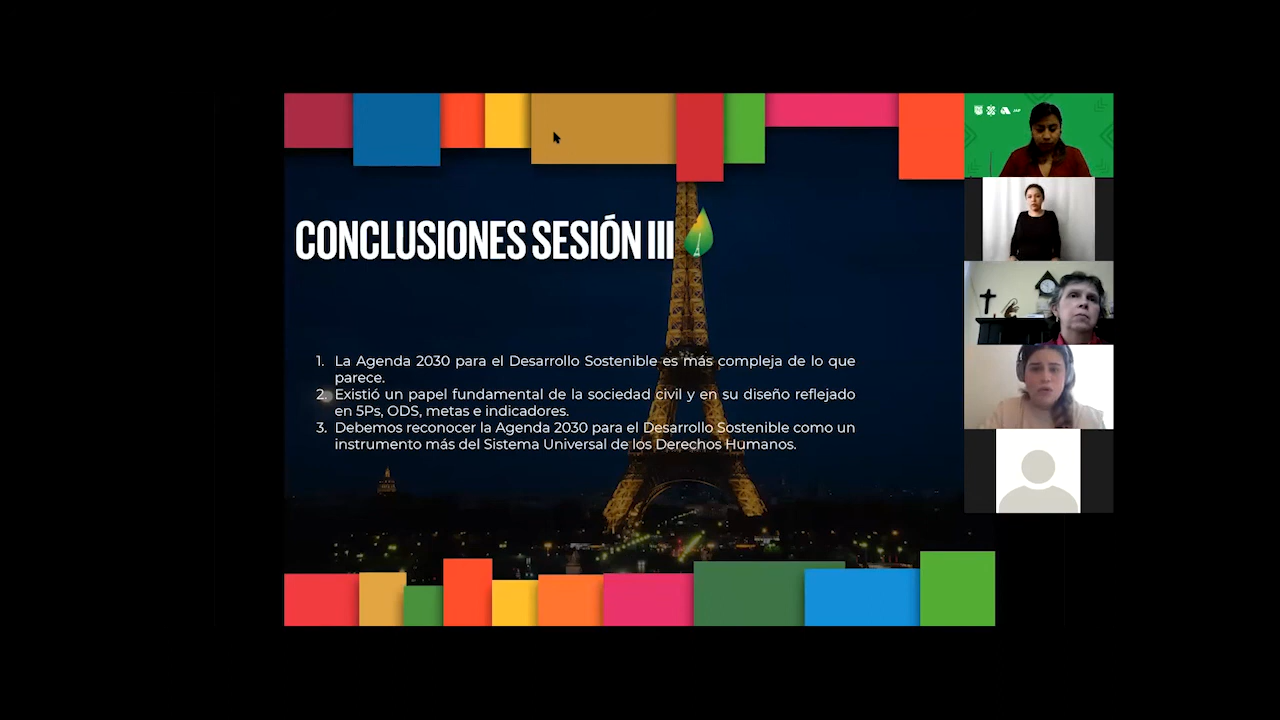 CONCLUSIONES SESIÓN III
1. La Agenda 2030 para el Desarrollo Sostenible es más compleja de lo que
parece.
2. Existió un papel fundamental de la sociedad civil y en su diseño reflejado
en 5Ps, ODS, metas e indicadores.
3. Debemos reconocer la Agenda 2030 para el Desarrollo Sostenible como un
instrumento más del Sistema Universal de los Derechos Humanos.